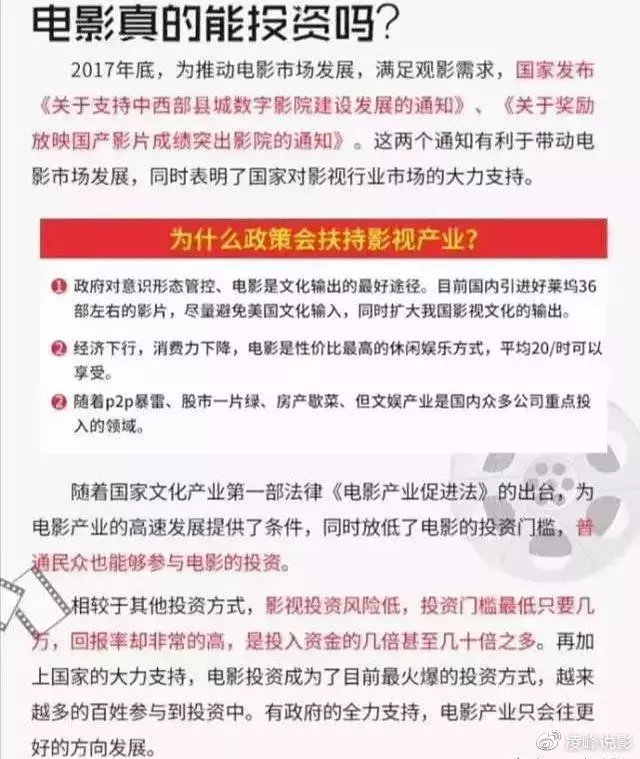 电影真的能投资吗？
2017年底，为推动电影市场发展，满足观影需求，国家发布
《关于支持中西部县城数字影院建设发展的通知》、《关于奖励
放映国产影片成绩突出影院的通知》。这两个通知有利于带动电
影市场发展，同时表明了国家对影视行业市场的大力支持。
为什么政策会扶持影视产业？
1 政府对意识形态管控、电影是文化输出的最好途径。目前国内引进好莱坞36
部左右的影片，尽量避免美国文化输入，同时扩大我国影视文化的输出。
2 经济下行，消费力下降，电影是性价比最高的休闲娱乐方式，平均20/时可以
享受。
2 随着p2p暴雷、股市一片绿、房产歇菜、但文娱产业是国内众多公司重点投
入的领域。
随着国家文化产业第一部法律《电影产业促进法》的出台，为
电影产业的高速发展提供了条件，同时放低了电影的投资门槛，普
通民众也能够参与电影的投资。
相较于其他投资方式，影视投资风险低，投资门槛最低只要几
万，回报率却非常的高，是投入资金的几倍甚至几十倍之多。再加
上国家的大力支持，电影投资成为了目前最火爆的投资方式，越来
越多的百姓参与到投资中。有政府的全力支持，电影产业只会往更
好的方向发展。
凌峰说影